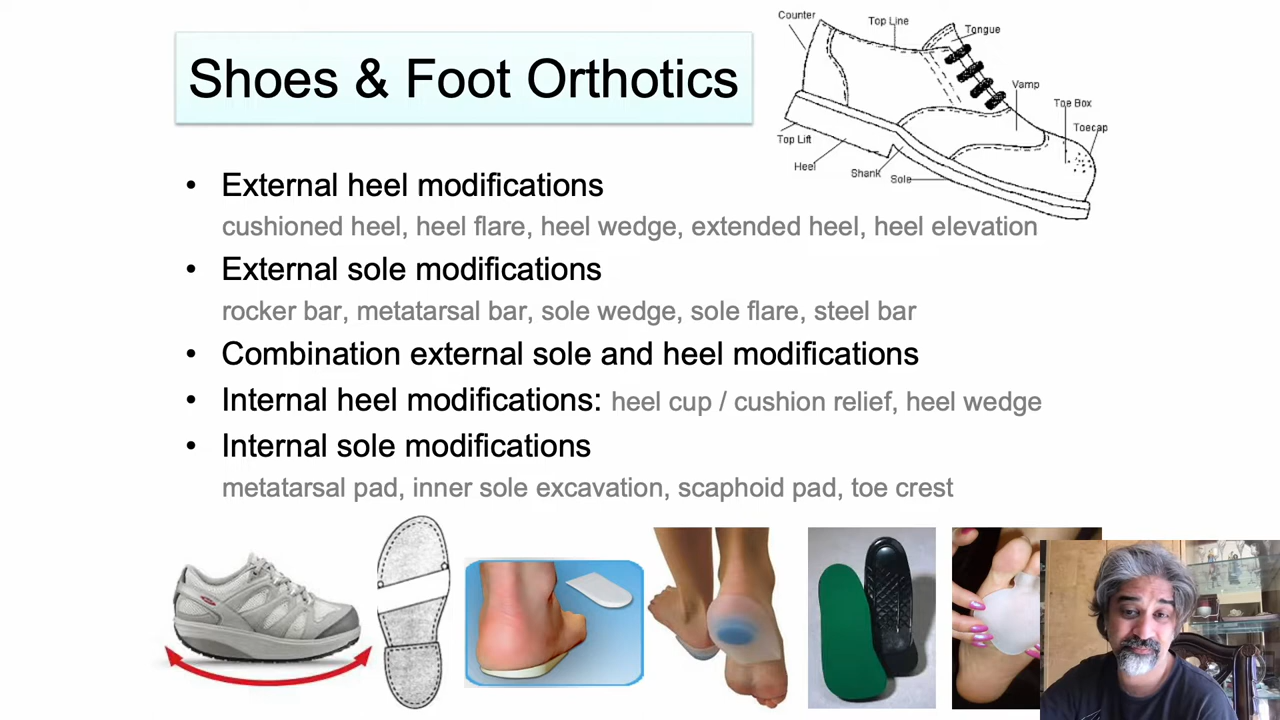 Shoes & Foot Orthotics
Counter
Top Line
Tongue
Vamp
Toe Box
Toecap
Top Lift
Heel
Shank
Sole
• External heel modifications
cushioned heel, heel flare, heel wedge, extended heel, heel elevation
• External sole modifications
rocker bar, metatarsal bar, sole wedge, sole flare, steel bar
• Combination external sole and heel modifications
• Internal heel modifications: heel cup / cushion relief, heel wedge
• Internal sole modifications
metatarsal pad, inner sole excavation, scaphoid pad, toe crest